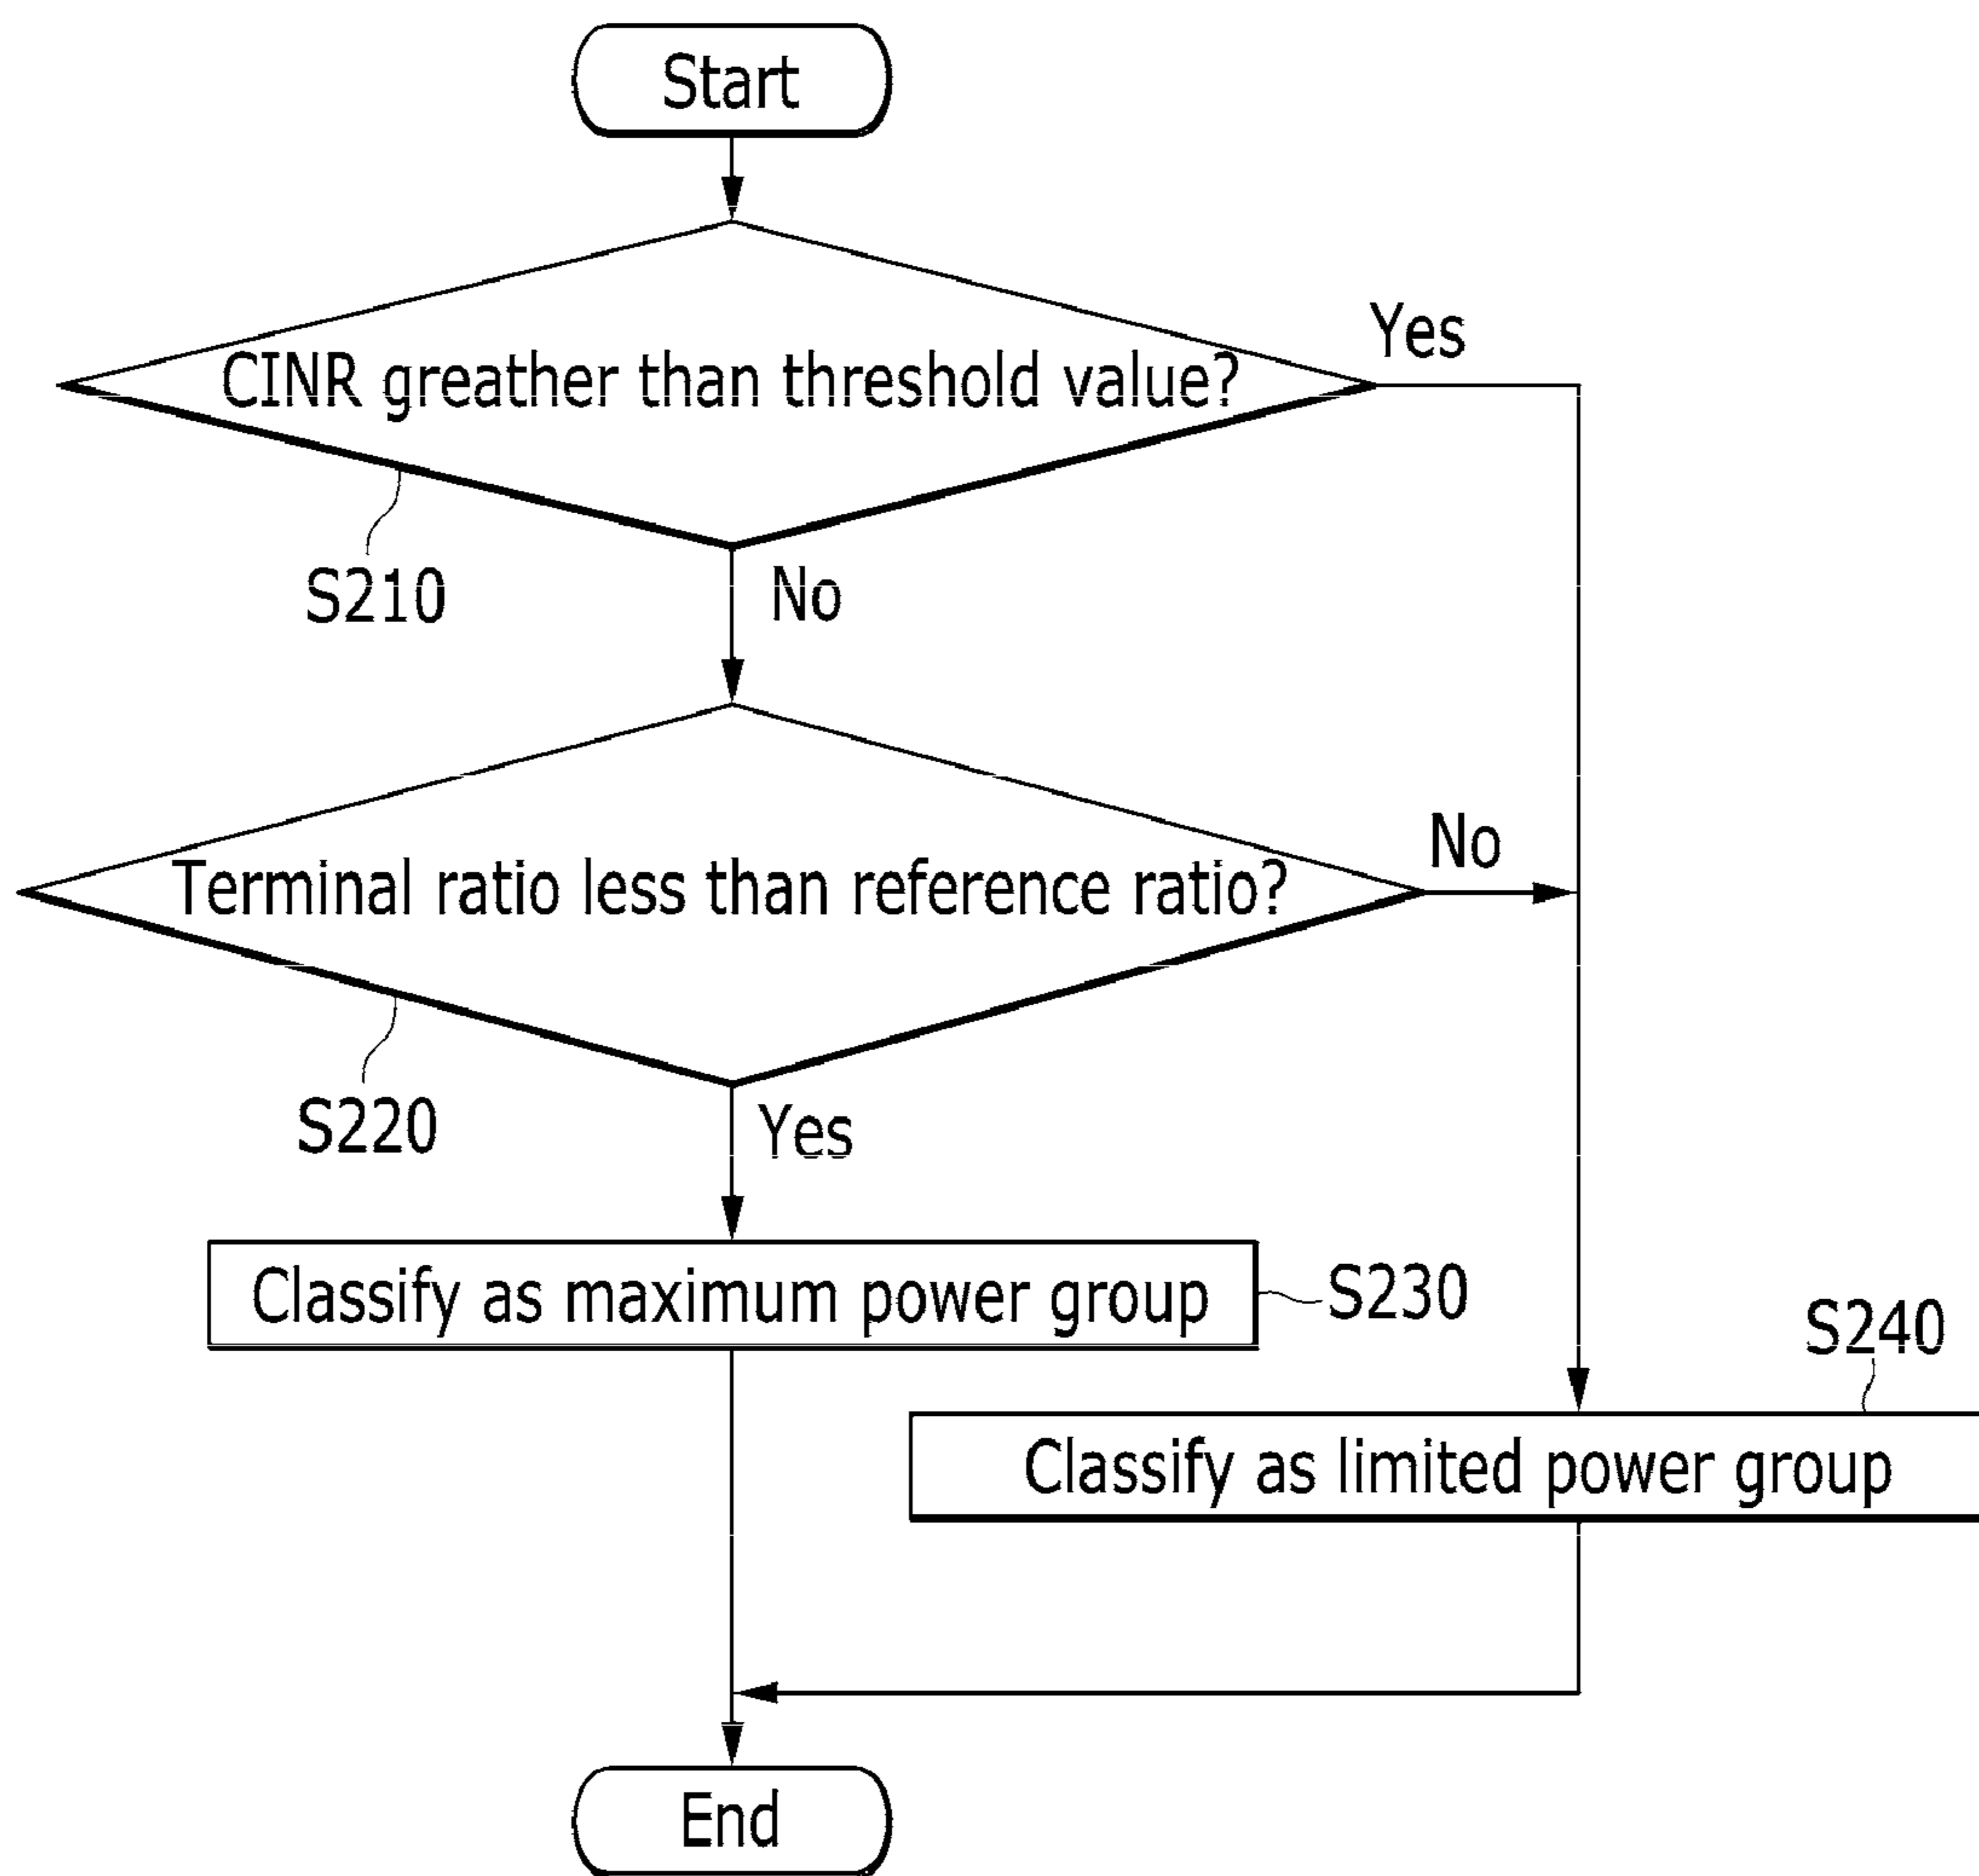 Start
CINR greather than threshold value?
Yes
S210
No
Terminal ratio less than reference ratio?
No
S220
Yes
Classify as maximum power group
S230
S240
Classify as limited power group
End